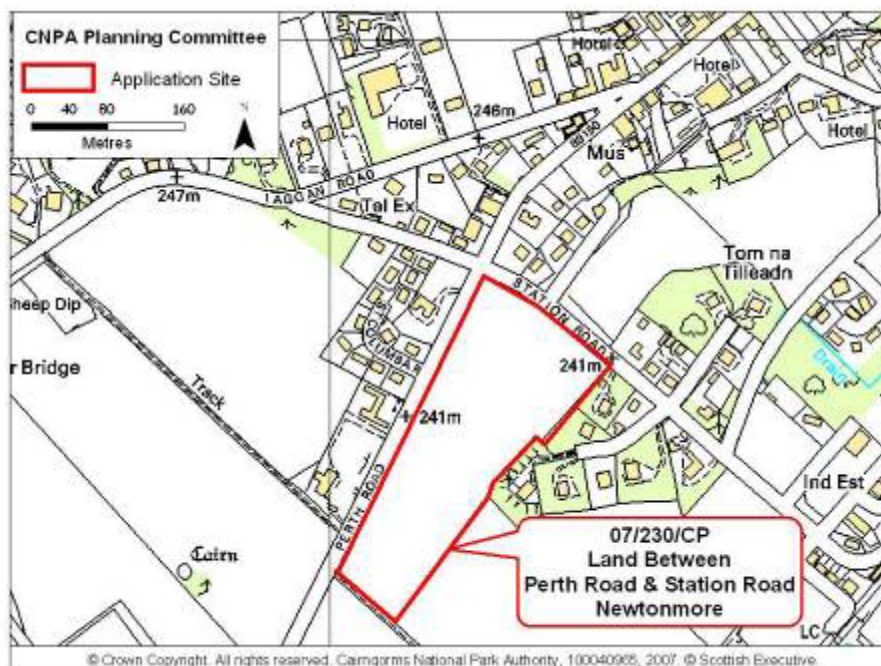 CNPA Planning Committee
Application Site
0 40 80 160
Metres
N
Hotel
Hotel
Hotel
246m
Mus
Hotel
LAGGAN ROAD
247m
Tel Ex
Tom na
Tilleadh
STATION ROAD
Sheep Dip
r Bridge
241m
Drain
Track
241m
PERTH ROAD
Ind Est
Cairn
07/230/CP
Land Between
Perth Road & Station Road
Newtonmore
LC
© Crown Copyright. All rights reserved. Cairngorms National Park Authority, 100040965, 2007. © Scottish Executive.